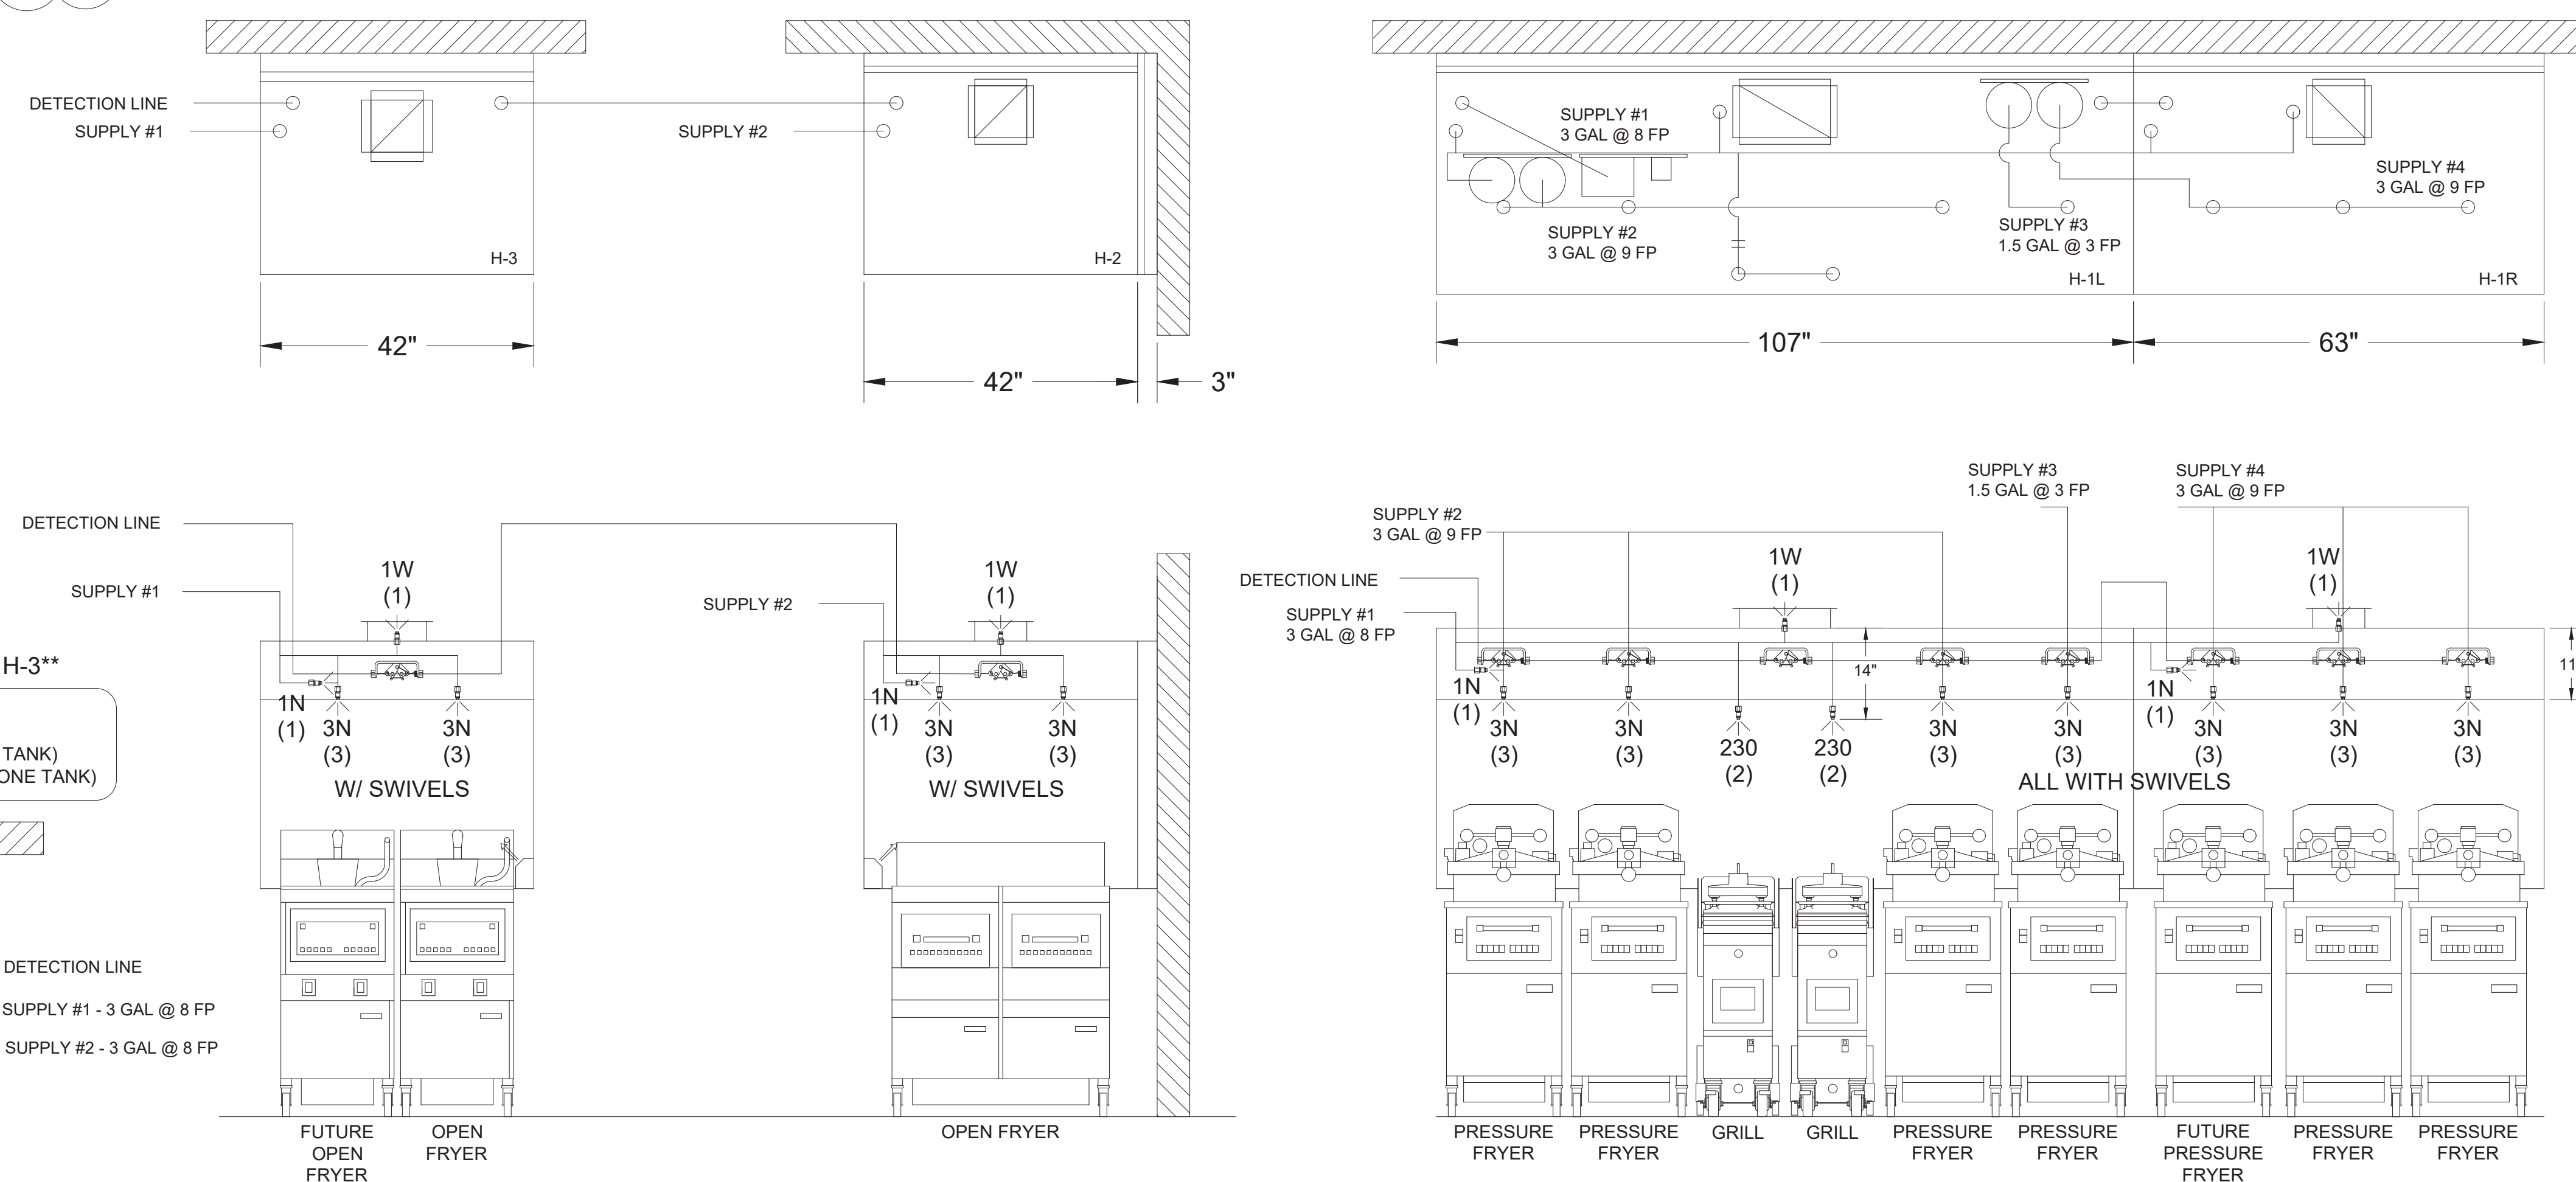 DETECTION LINE
SUPPLY #1
H-3
42"
SUPPLY #2
H-2
42"
3"
SUPPLY #1
3 GAL @ 8 FP
SUPPLY #2
3 GAL @ 9 FP
SUPPLY #3
1.5 GAL @ 3 FP
SUPPLY #4
3 GAL @ 9 FP
H-1L
H-1R
107"
63"
DETECTION LINE
SUPPLY #1
1W
(1)
1N
(1)
3N
(3)
3N
(3)
W/ SWIVELS
SUPPLY #2
1W
(1)
1N
(1)
3N
(3)
3N
(3)
W/ SWIVELS
H-3**
TANK)
ONE TANK)
DETECTION LINE
SUPPLY #1 - 3 GAL @ 8 FP
SUPPLY #2 - 3 GAL @ 8 FP
FUTURE
OPEN
FRYER
OPEN
FRYER
OPEN FRYER
SUPPLY #2
3 GAL @ 9 FP
DETECTION LINE
SUPPLY #1
3 GAL @ 8 FP
SUPPLY #3
1.5 GAL @ 3 FP
SUPPLY #4
3 GAL @ 9 FP
1W
(1)
1W
(1)
14"
11
1N
(1)
3N
(3)
3N
(3)
230
(2)
230
(2)
3N
(3)
3N
(3)
1N
(1)
3N
(3)
3N
(3)
3N
(3)
ALL WITH SWIVELS
PRESSURE
FRYER
PRESSURE
FRYER
GRILL
GRILL
PRESSURE
FRYER
PRESSURE
FRYER
FUTURE
PRESSURE
FRYER
PRESSURE
FRYER
PRESSURE
FRYER